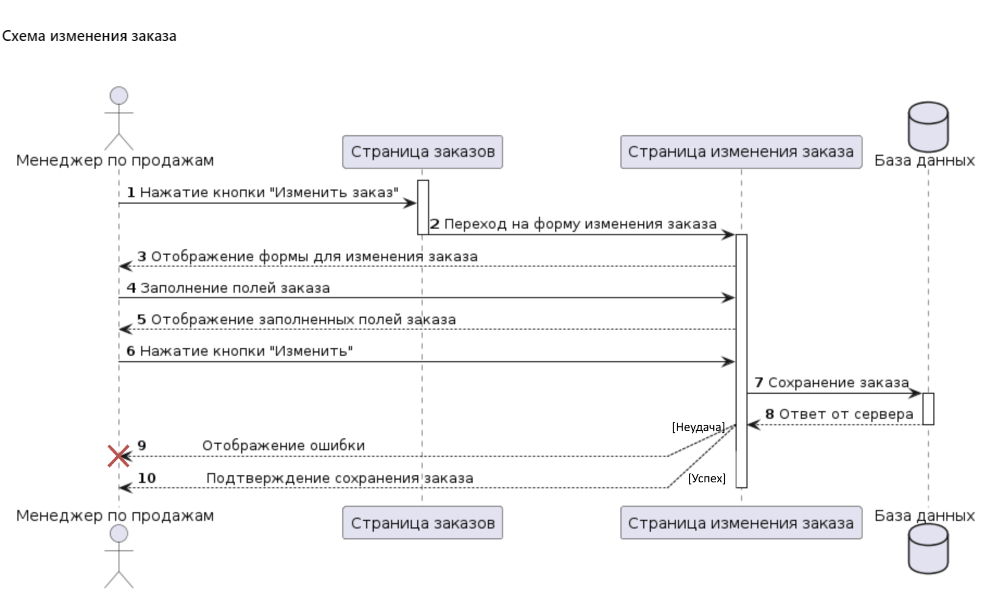 Схема изменения заказа
Менеджер по продажам
Страница заказов
Страница изменения заказа
База данных
1 Нажатие кнопки "Изменить заказ"
2 Переход на форму изменения заказа
3 Отображение формы для изменения заказа
4 Заполнение полей заказа
5 Отображение заполненных полей заказа
6 Нажатие кнопки "Изменить"
7 Сохранение заказа
8 Ответ от сервера
[Неудача]
9 Отображение ошибки
10 Подтверждение сохранения заказа
[Успех]
Менеджер по продажам
Страница заказов
Страница изменения заказа
База данных